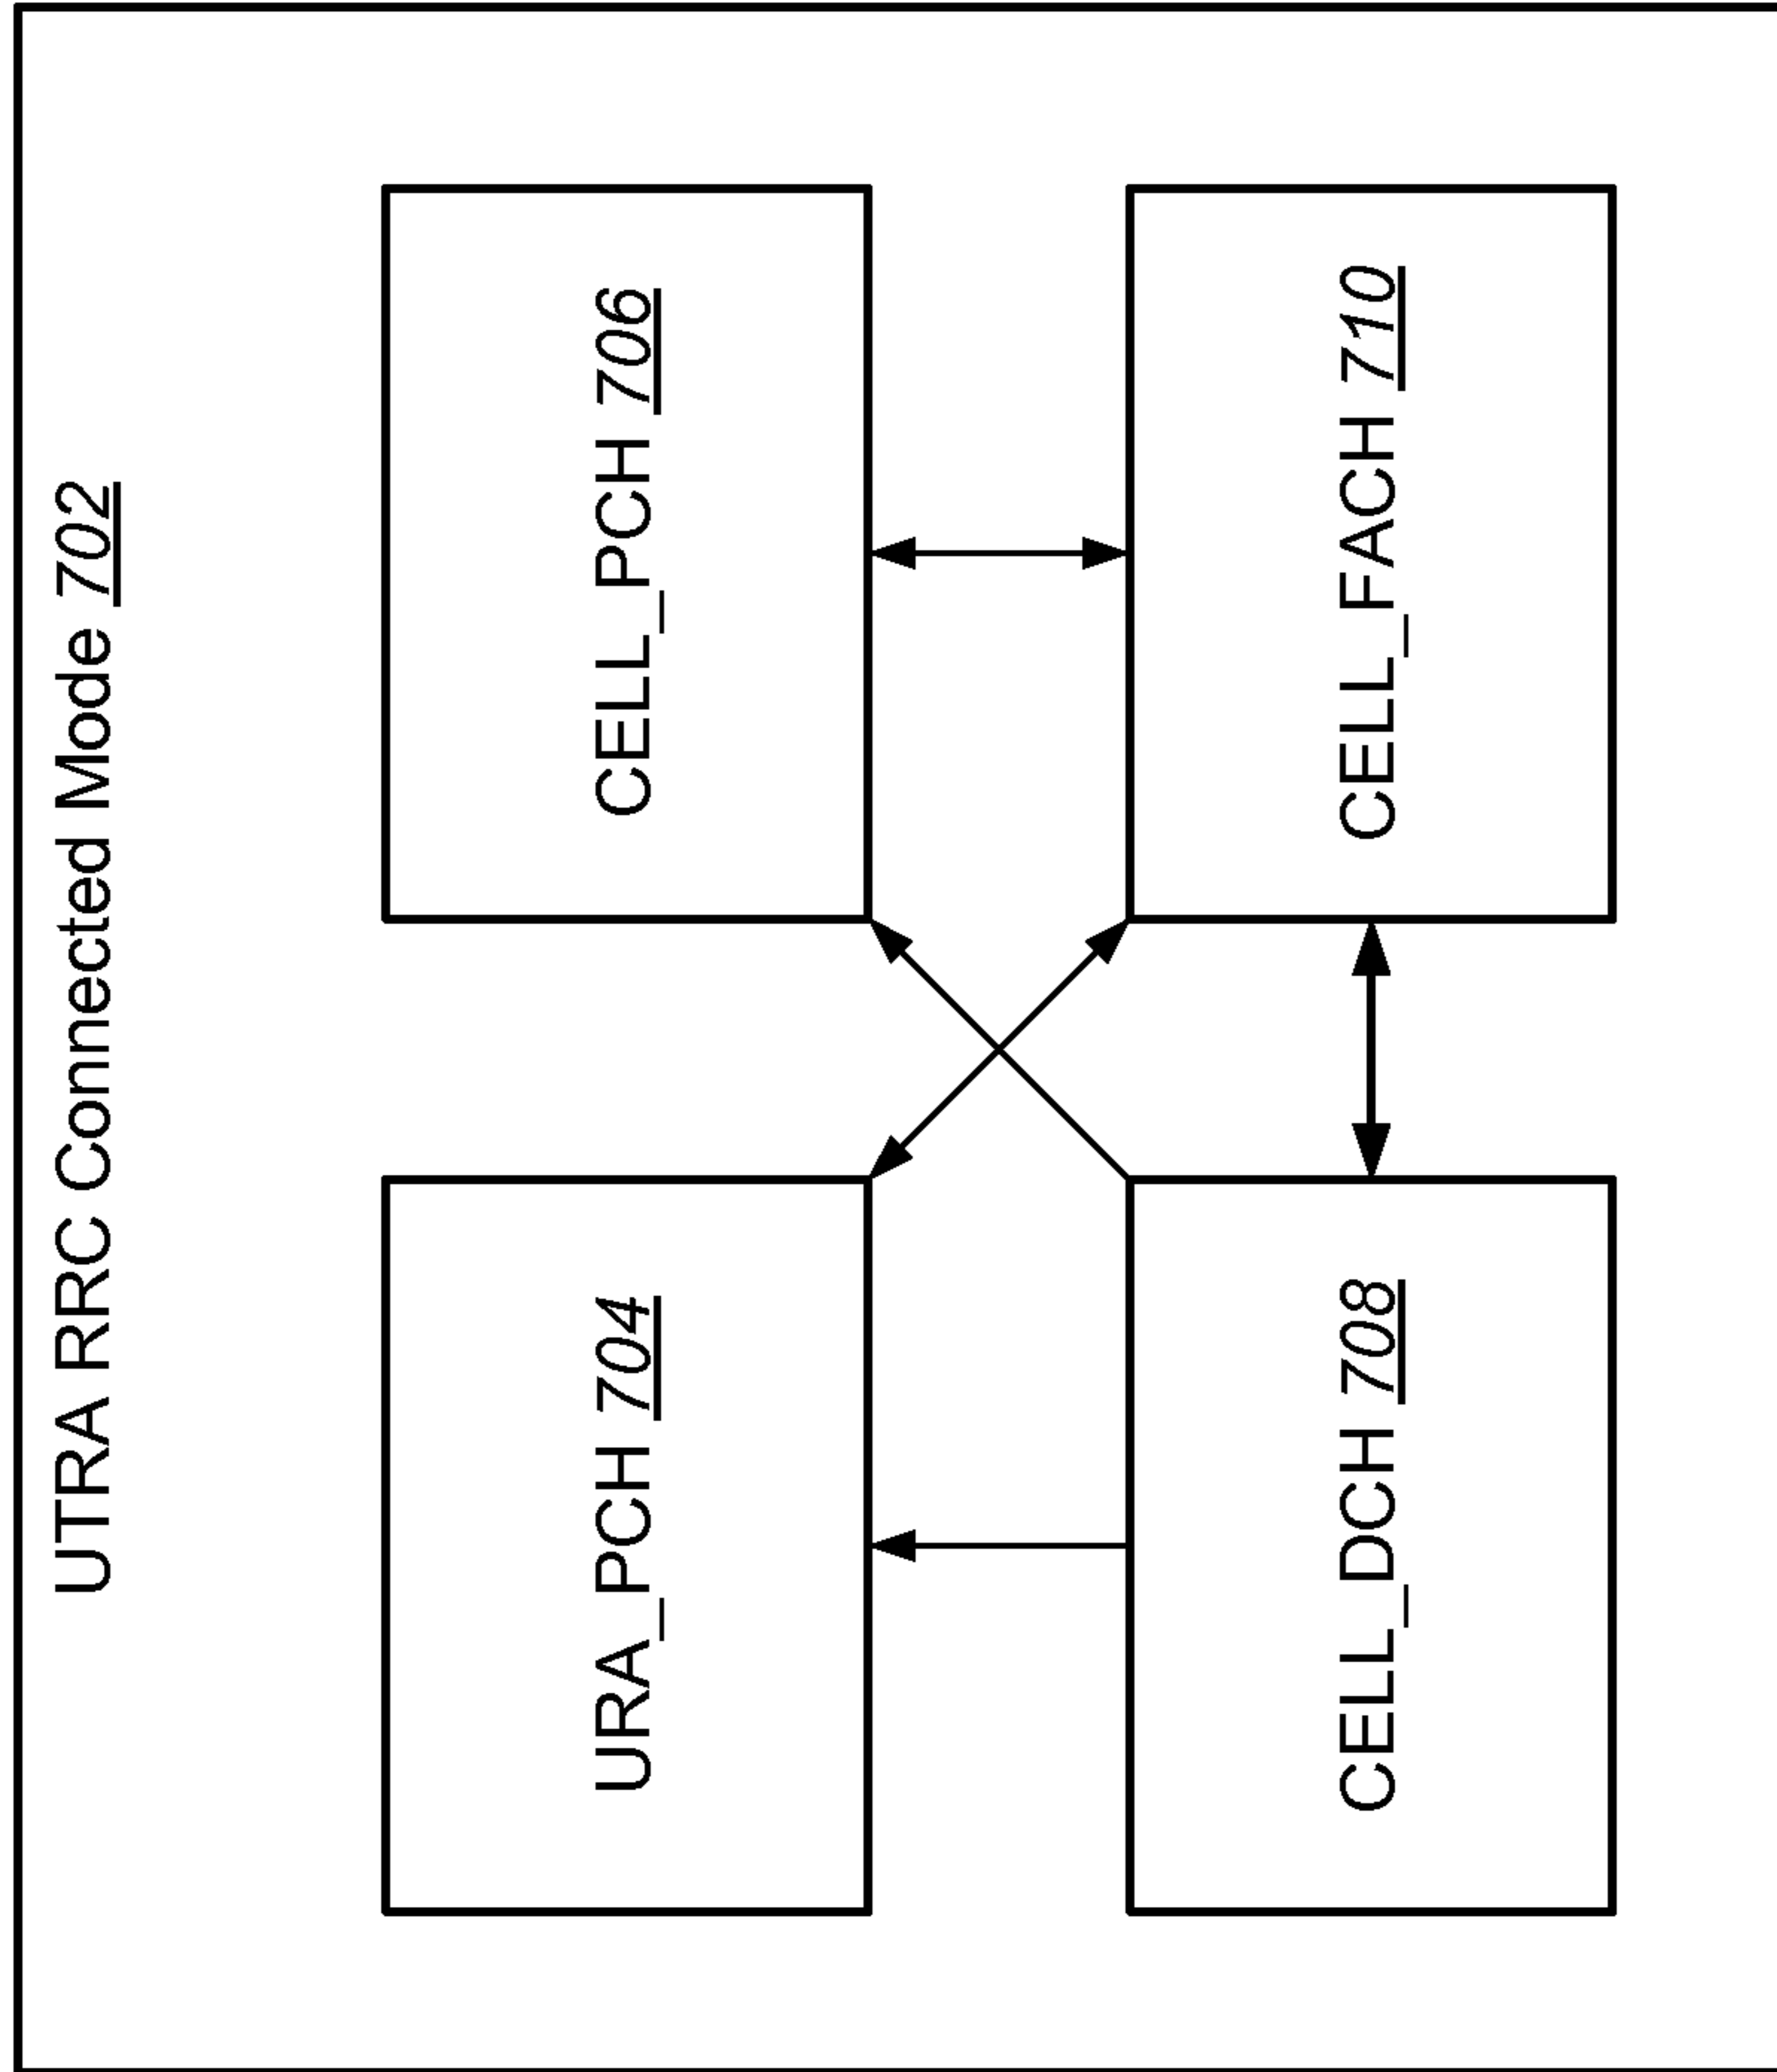 UTRA RRC Connected Mode 702
URA_PCH 704
CELL_PCH 706
CELL_DCH 708
CELL_FACH 710